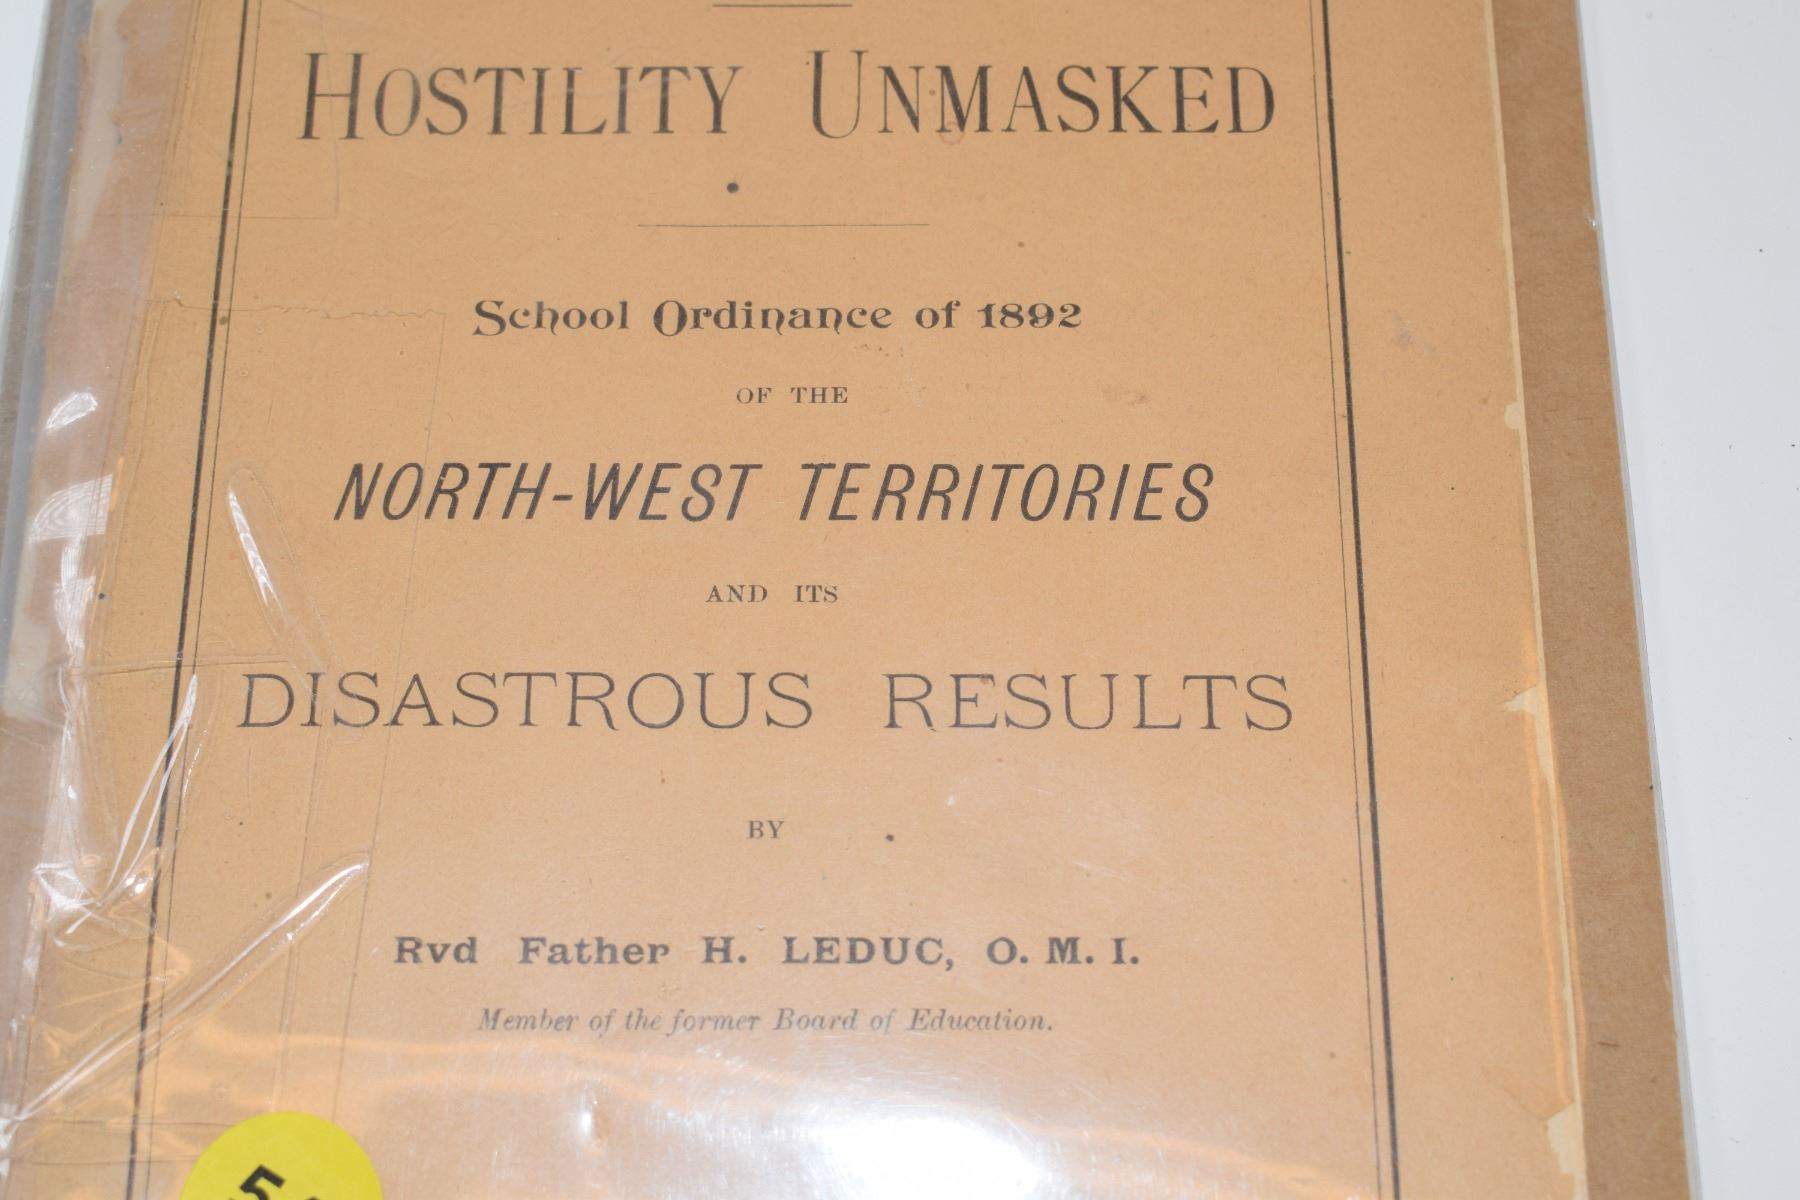 HOSTILITY UNMASKED
School Ordinance of 1892
OF THE
NORTH-WEST TERRITORIES
AND ITS
DISASTROUS RESULTS
BY
Rvd Father H. LEDUC, O. M. I.
Member of the former Board of Education.